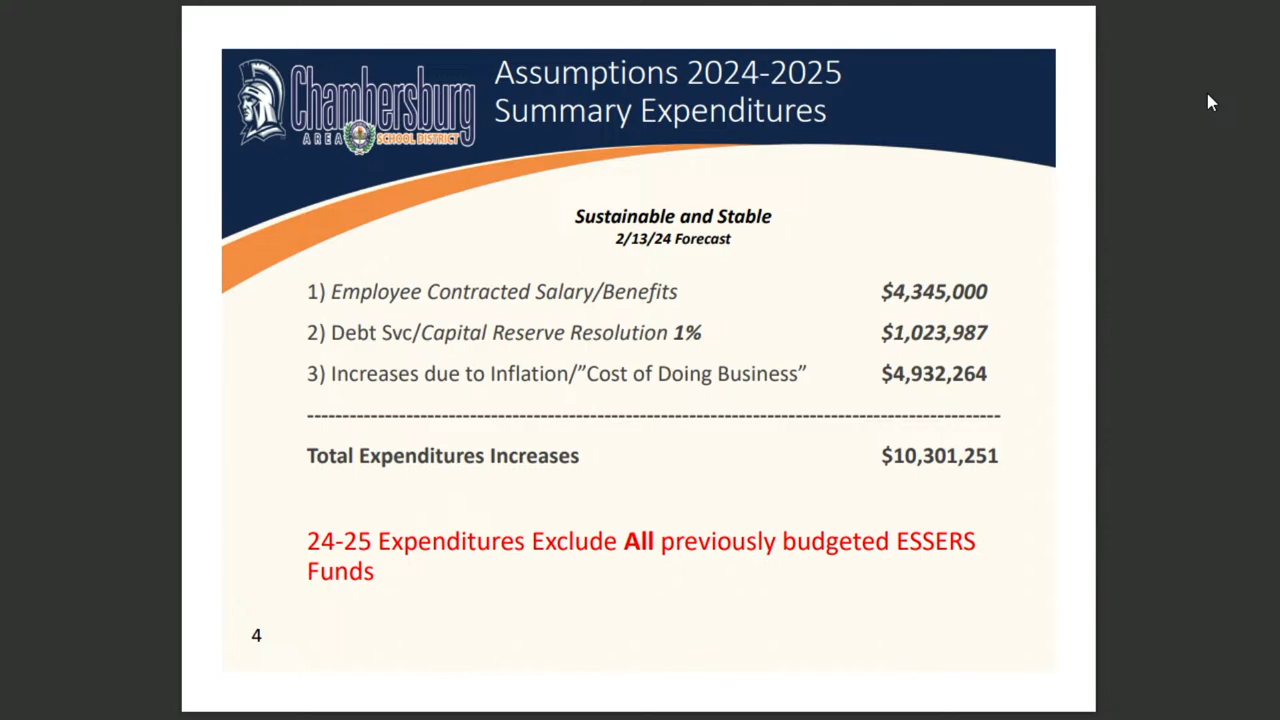 Chambersburg
AREA SCHOOL DISTRICT
Assumptions 2024-2025
Summary Expenditures
Sustainable and Stable
2/13/24 Forecast
1) Employee Contracted Salary/Benefits $4,345,000
2) Debt Svc/Capital Reserve Resolution 1% $1,023,987
3) Increases due to Inflation/”Cost of Doing Business” $4,932,264
----------------------------------------------------------------------------------------------------
Total Expenditures Increases $10,301,251
24-25 Expenditures Exclude All previously budgeted ESSERS
Funds
4